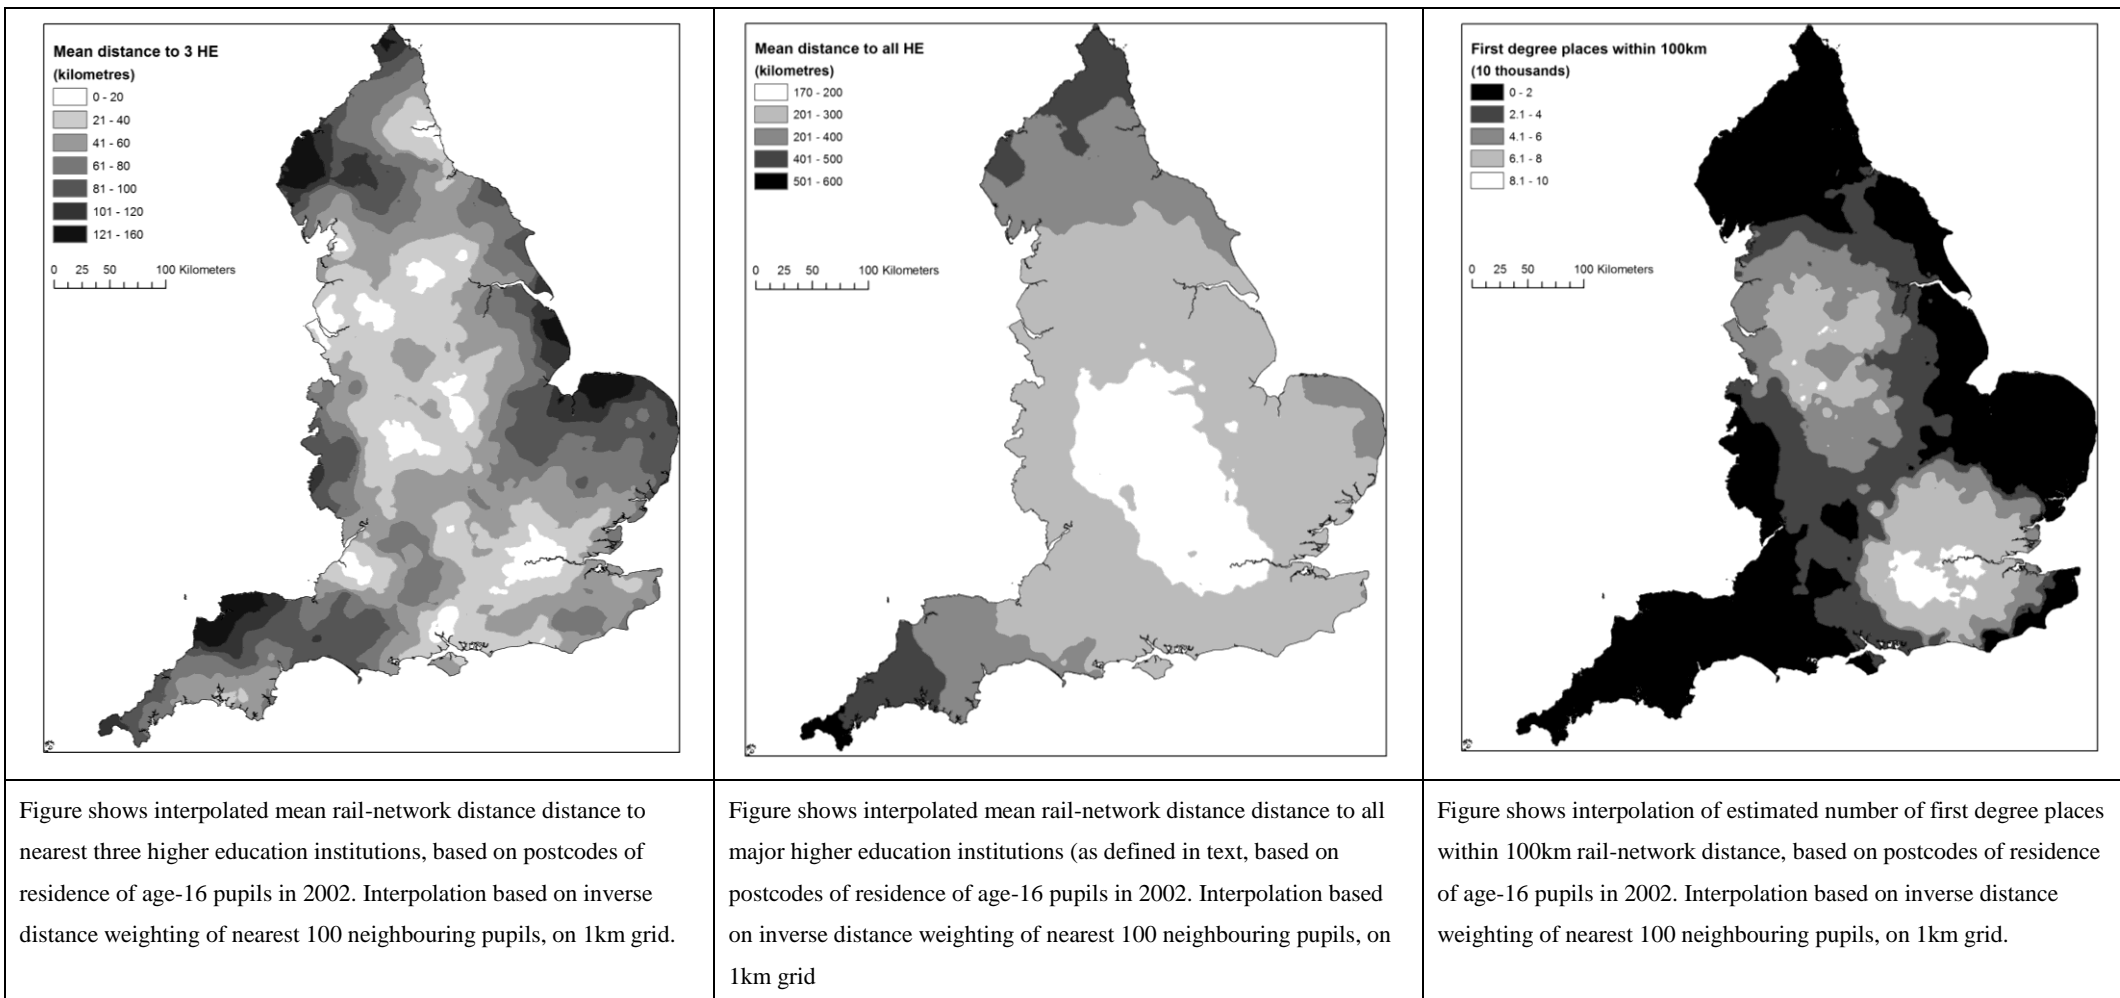 Mean distance to 3 HE
(kilometres)
0 - 20
21 - 40
41 - 60
61 - 80
81 - 100
101 - 120
121 - 160
0 25 50 100 Kilometers
Mean distance to all HE
(kilometres)
170 - 200
201 - 300
201 - 400
401 - 500
501 - 600
0 25 50 100 Kilometers
First degree places within 100km
(10 thousands)
0 - 2
2.1 - 4
4.1 - 6
6.1 - 8
8.1 - 10
0 25 50 100 Kilometers
Figure shows interpolated mean rail-network distance distance to
nearest three higher education institutions, based on postcodes of
residence of age-16 pupils in 2002. Interpolation based on inverse
distance weighting of nearest 100 neighbouring pupils, on 1km grid.
Figure shows interpolated mean rail-network distance distance to all
major higher education institutions (as defined in text, based on
postcodes of residence of age-16 pupils in 2002. Interpolation based
on inverse distance weighting of nearest 100 neighbouring pupils, on
1km grid
Figure shows interpolation of estimated number of first degree places
within 100km rail-network distance, based on postcodes of residence
of age-16 pupils in 2002. Interpolation based on inverse distance
weighting of nearest 100 neighbouring pupils, on 1km grid.